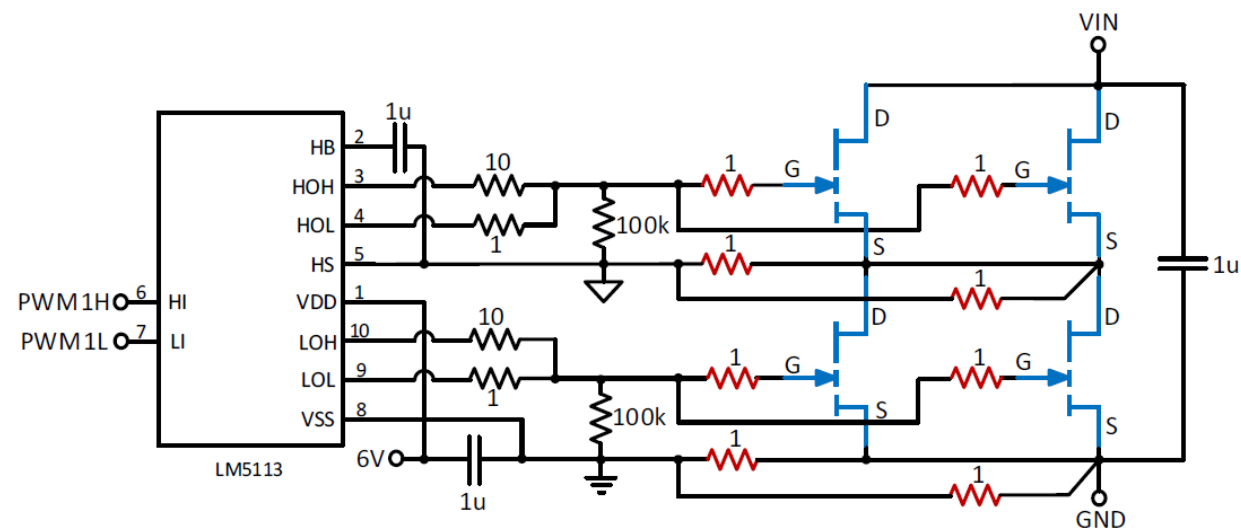 VIN
1u
HB
2
D
D
HOH
3
10
1
G
1
G
HOL
4
1
100k
1
S
S
HS
5
1u
PWM1H
6
HI
VDD
1
1
PWM1L
7
LI
LOH
10
10
D
D
LOL
9
1
1
G
1
G
VSS
8
100k
1
S
S
LM5113
6V
1u
1
GND